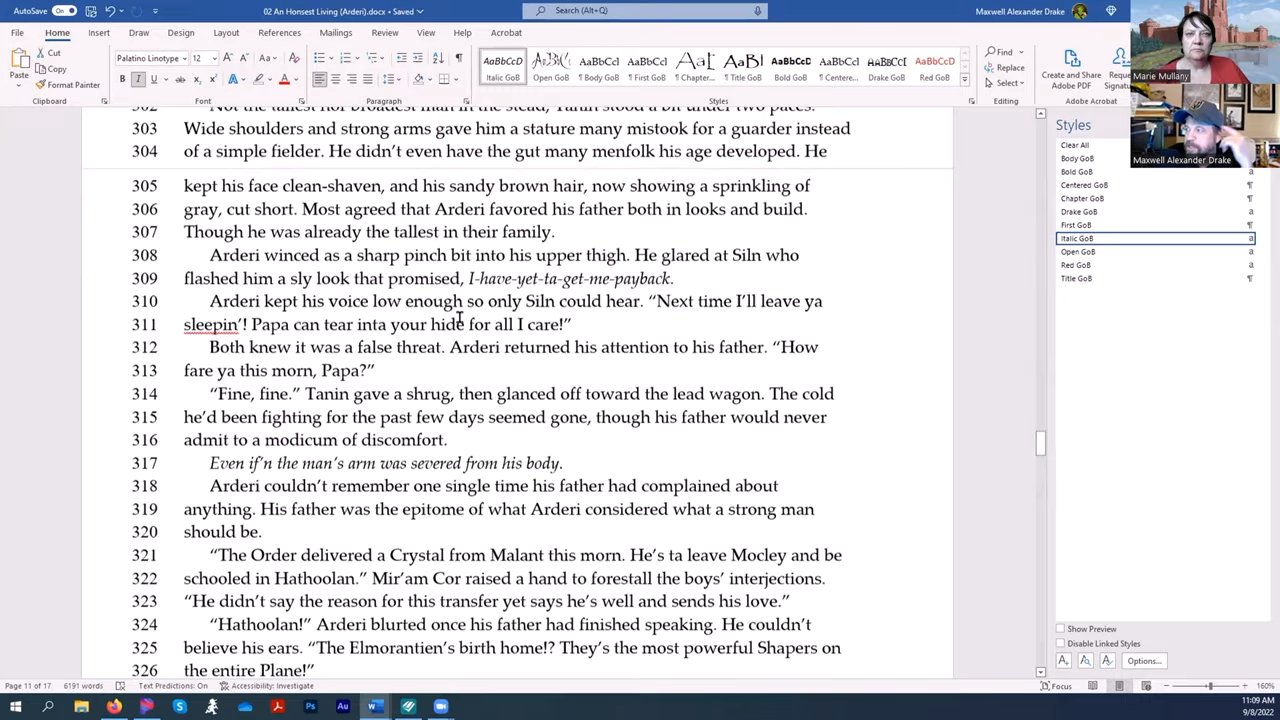 AutoSave On 02 An Honsest Living (Arderi).docx • Saved Search (Alt+Q) Maxwell Alexander Drake
File Home Insert Draw Design Layout References Mailings Review View Help Acrobat
Paste Cut Copy Format Painter Clipboard
Palatino Linotype 12 Font
Paragraph
AaBbCcD Italic GoB Open GoB ¶ Body GoB ¶ First GoB ¶ Chapter... ¶ Title GoB Bold GoB ¶ Centere... Drake GoB Red GoB Styles
Find Replace Select Editing
Create and Share Adobe PDF Adobe Acrobat
Marie Mullany
Maxwell Alexander Drake
303 Wide shoulders and strong arms gave him a stature many mistook for a guarder instead
304 of a simple fielder. He didn’t even have the gut many menfolk his age developed. He
305 kept his face clean-shaven, and his sandy brown hair, now showing a sprinkling of
306 gray, cut short. Most agreed that Arderi favored his father both in looks and build.
307 Though he was already the tallest in their family.
308 Arderi winced as a sharp pinch bit into his upper thigh. He glared at Siln who
309 flashed him a sly look that promised, I-have-yet-ta-get-me-payback.
310 Arderi kept his voice low enough so only Siln could hear. “Next time I’ll leave ya
311 sleepin’! Papa can tear inta your hide for all I care!”
312 Both knew it was a false threat. Arderi returned his attention to his father. “How
313 fare ya this morn, Papa?”
314 “Fine, fine.” Tanin gave a shrug, then glanced off toward the lead wagon. The cold
315 he’d been fighting for the past few days seemed gone, though his father would never
316 admit to a modicum of discomfort.
317 Even if’n the man’s arm was severed from his body.
318 Arderi couldn’t remember one single time his father had complained about
319 anything. His father was the epitome of what Arderi considered what a strong man
320 should be.
321 “The Order delivered a Crystal from Malant this morn. He’s ta leave Mocley and be
322 schooled in Hathoolan.” Mir’am Cor raised a hand to forestall the boys’ interjections.
323 “He didn’t say the reason for this transfer yet says he’s well and sends his love.”
324 “Hathoolan!” Arderi blurted once his father had finished speaking. He couldn’t
325 believe his ears. “The Elmorantien’s birth home!? They’s the most powerful Shapers on
326 the entire Plane!”
Styles
Clear All
Body GoB
Bold GoB a
Centered GoB ¶
Chapter GoB ¶
Drake GoB a
First GoB ¶
Italic GoB a
Open GoB a
Red GoB a
Title GoB ¶
Show Preview
Disable Linked Styles
Options...
Page 11 of 17 6191 words Text Predictions: On Accessibility: Investigate Focus 160%
11:09 AM
9/8/2022